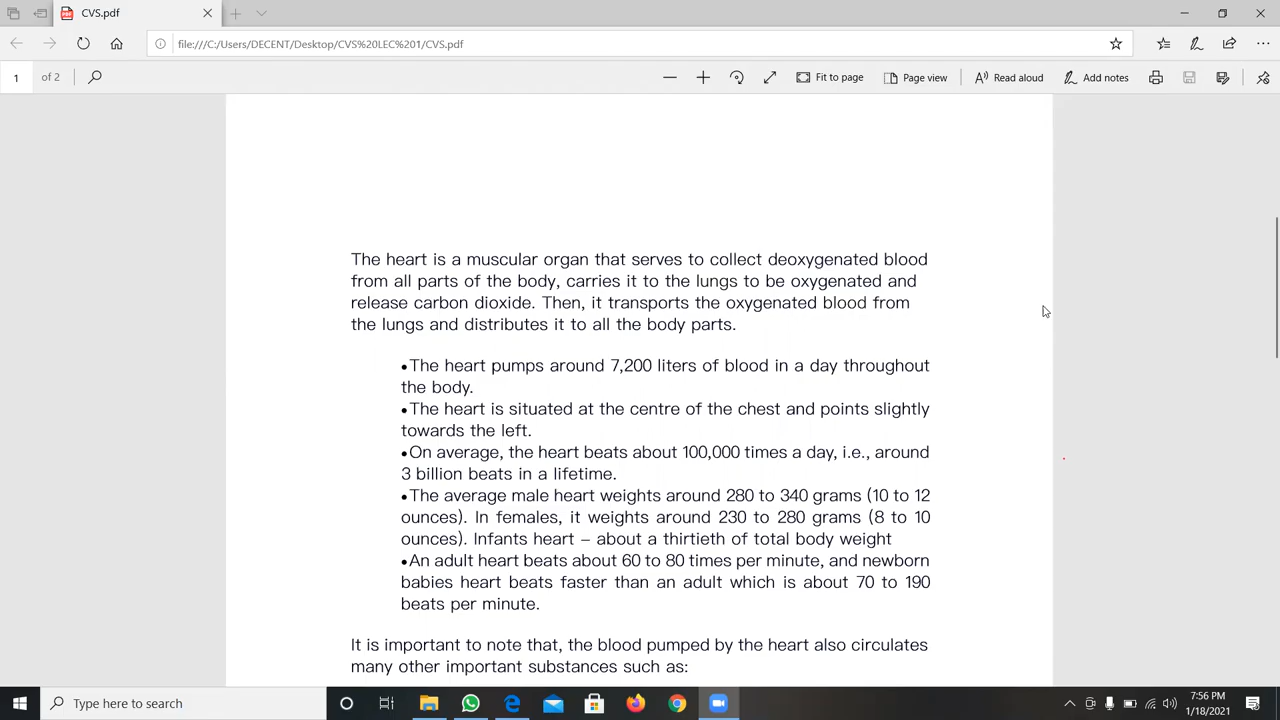 CVS.pdf
file:///C:/Users/DECENT/Desktop/CVS%20LEC%201/CVS.pdf
1 of 2 Fit to page Page view Read aloud Add notes
The heart is a muscular organ that serves to collect deoxygenated blood
from all parts of the body, carries it to the lungs to be oxygenated and
release carbon dioxide. Then, it transports the oxygenated blood from
the lungs and distributes it to all the body parts.
•The heart pumps around 7,200 liters of blood in a day throughout
the body.
•The heart is situated at the centre of the chest and points slightly
towards the left.
•On average, the heart beats about 100,000 times a day, i.e., around
3 billion beats in a lifetime.
•The average male heart weights around 280 to 340 grams (10 to 12
ounces). In females, it weights around 230 to 280 grams (8 to 10
ounces). Infants heart – about a thirtieth of total body weight
•An adult heart beats about 60 to 80 times per minute, and newborn
babies heart beats faster than an adult which is about 70 to 190
beats per minute.
It is important to note that, the blood pumped by the heart also circulates
many other important substances such as:
Type here to search
7:56 PM
1/18/2021